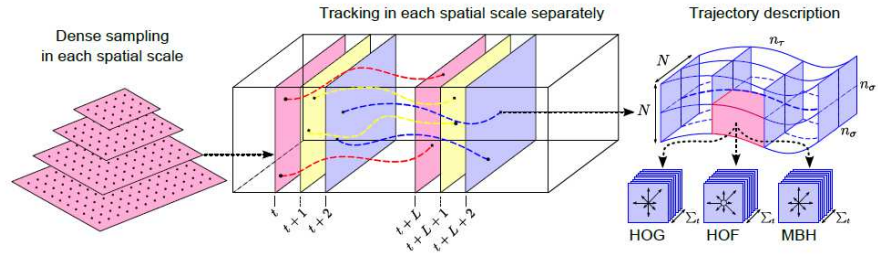 Dense sampling
in each spatial scale
Tracking in each spatial scale separately
t
t+1
t+2
t+L
t+L+1
t+L+2
Trajectory description
N
N
n_τ
n_σ
n_σ
Σ_t
Σ_t
Σ_t
HOG
HOF
MBH